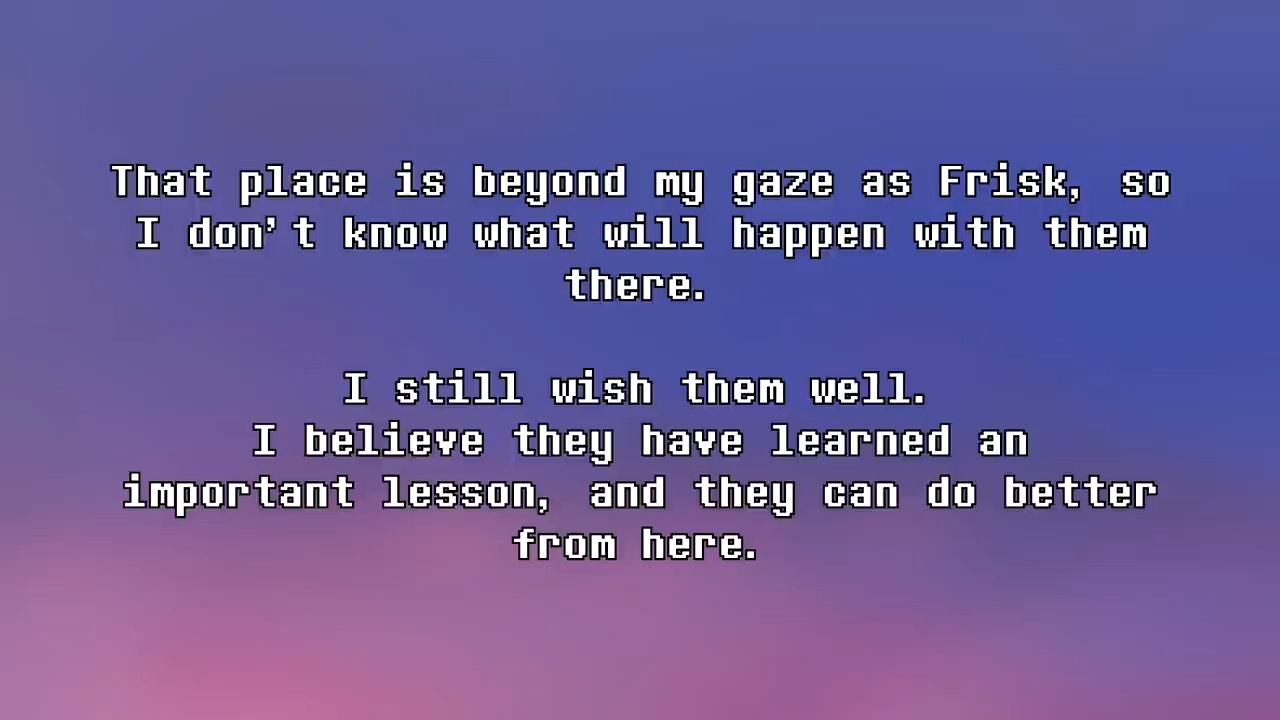 That place is beyond my gaze as Frisk, so
I don't know what will happen with them
there.
I still wish them well.
I believe they have learned an
important lesson, and they can do better
from here.